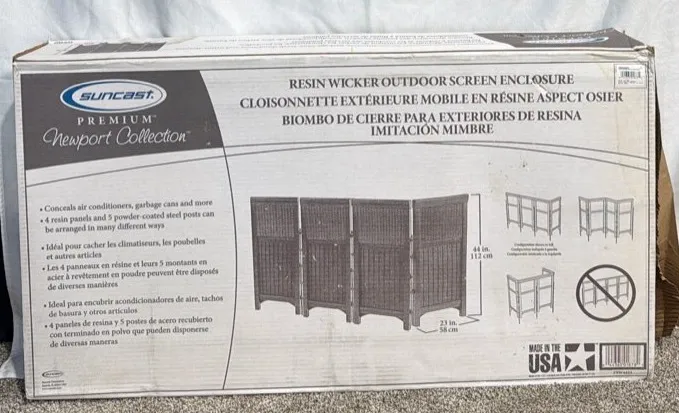 SUNCAST.
PREMIUM™
Newport Collection™
RESIN WICKER OUTDOOR SCREEN ENCLOSURE
CLOISONNETTE EXTÉRIEURE MOBILE EN RÉSINE ASPECT OSIER
BIOMBO DE CIERRE PARA EXTERIORES DE RESINA
IMITACIÓN MIMBRE
• Conceals air conditioners, garbage cans and more
• 4 resin panels and 5 powder-coated steel posts can
be arranged in many different ways
• Idéal pour cacher les climatiseurs, les poubelles
et autres articles
• Les 4 panneaux en résine et leurs 5 montants en
acier à revêtement en poudre peuvent être disposés
de diverses manières
• Ideal para encubrir acondicionadores de aire, tachos
de basura y otros artículos
• 4 paneles de resina y 5 postes de acero recubierto
con terminado en polvo que pueden disponerse
de diversas maneras
44 in.
112 cm
23 in.
58 cm
MADE IN THE
USA